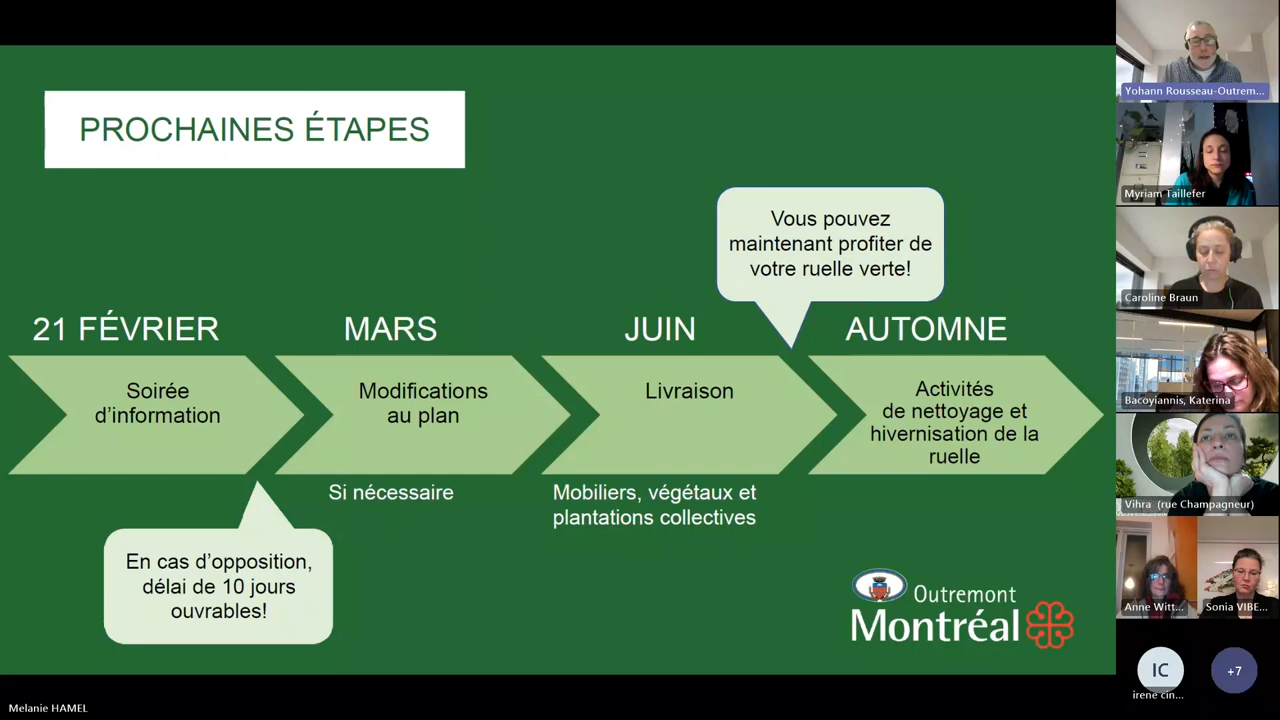 PROCHAINES ÉTAPES
Vous pouvez
maintenant profiter de
votre ruelle verte!
21 FÉVRIER
MARS
JUIN
AUTOMNE
Soirée
d'information
Modifications
au plan
Livraison
Activités
de nettoyage et
hivernisation de la
ruelle
Si nécessaire
Mobiliers, végétaux et
plantations collectives
En cas d'opposition,
délai de 10 jours
ouvrables!
Outremont
Montréal
Yohann Rousseau-Outrem...
Myriam Taillefer
Caroline Braun
Bacoyiannis, Katerina
Vihra (rue Champagneur)
Anne Witt...
Sonia VIBE...
IC
irene cin...
+7
Melanie HAMEL